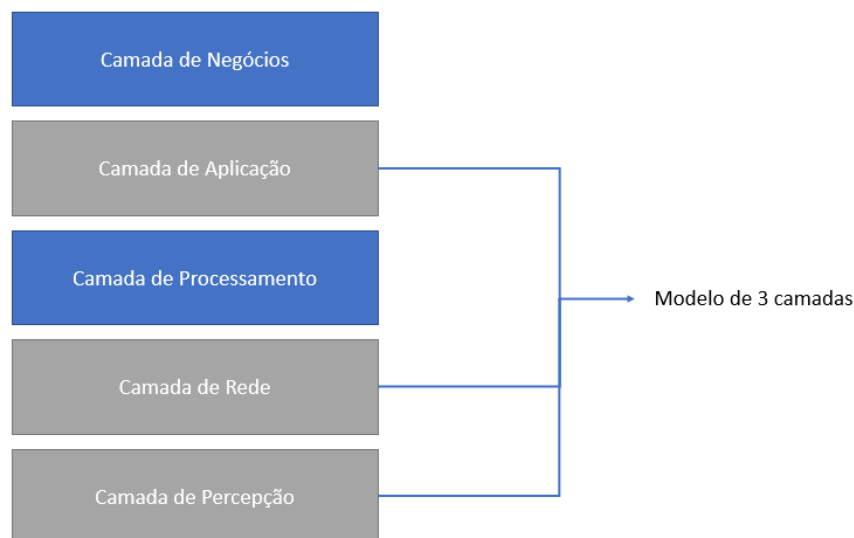 Camada de Negócios
Camada de Aplicação
Camada de Processamento
Modelo de 3 camadas
Camada de Rede
Camada de Percepção